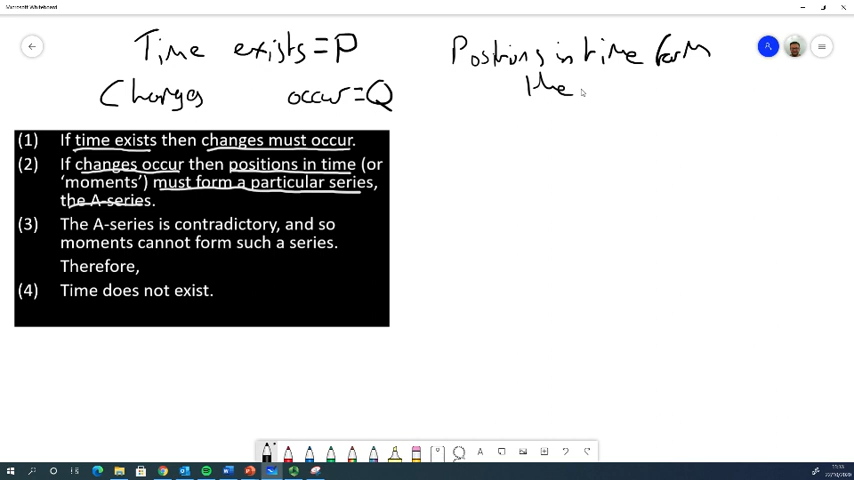 Microsoft Whiteboard
Time exists = P
Changes occur = Q
Positions in time form
the
(1) If time exists then changes must occur.
(2) If changes occur then positions in time (or
‘moments’) must form a particular series,
the A-series.
(3) The A-series is contradictory, and so
moments cannot form such a series.
Therefore,
(4) Time does not exist.